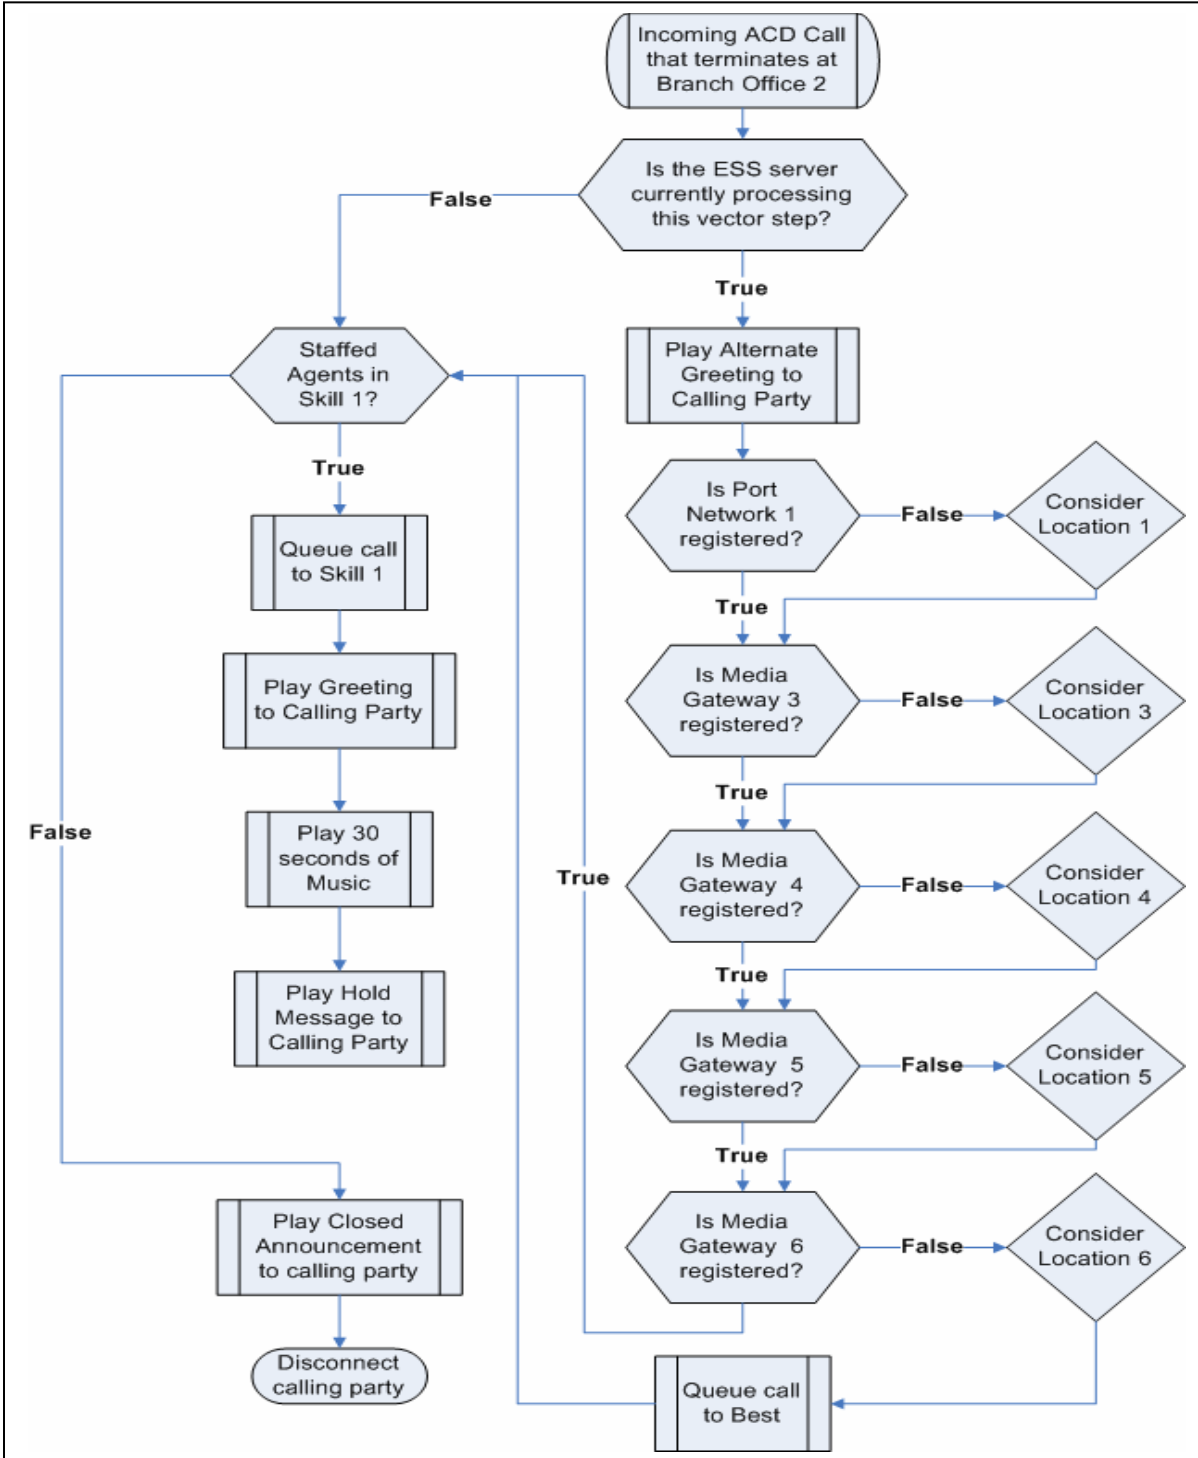 Incoming ACD Call
that terminates at
Branch Office 2
Is the ESS server
currently processing
this vector step?
False
True
Staffed
Agents in
Skill 1?
Play Alternate
Greeting to
Calling Party
True
Is Port
Network 1
registered?
False
Consider
Location 1
Queue call
to Skill 1
True
Play Greeting
to Calling Party
Is Media
Gateway 3
registered?
False
Consider
Location 3
True
False
Play 30
seconds of
Music
True
Is Media
Gateway 4
registered?
False
Consider
Location 4
True
Play Hold
Message to
Calling Party
Is Media
Gateway 5
registered?
False
Consider
Location 5
True
Play Closed
Announcement
to calling party
Is Media
Gateway 6
registered?
False
Consider
Location 6
Disconnect
calling party
Queue call
to Best